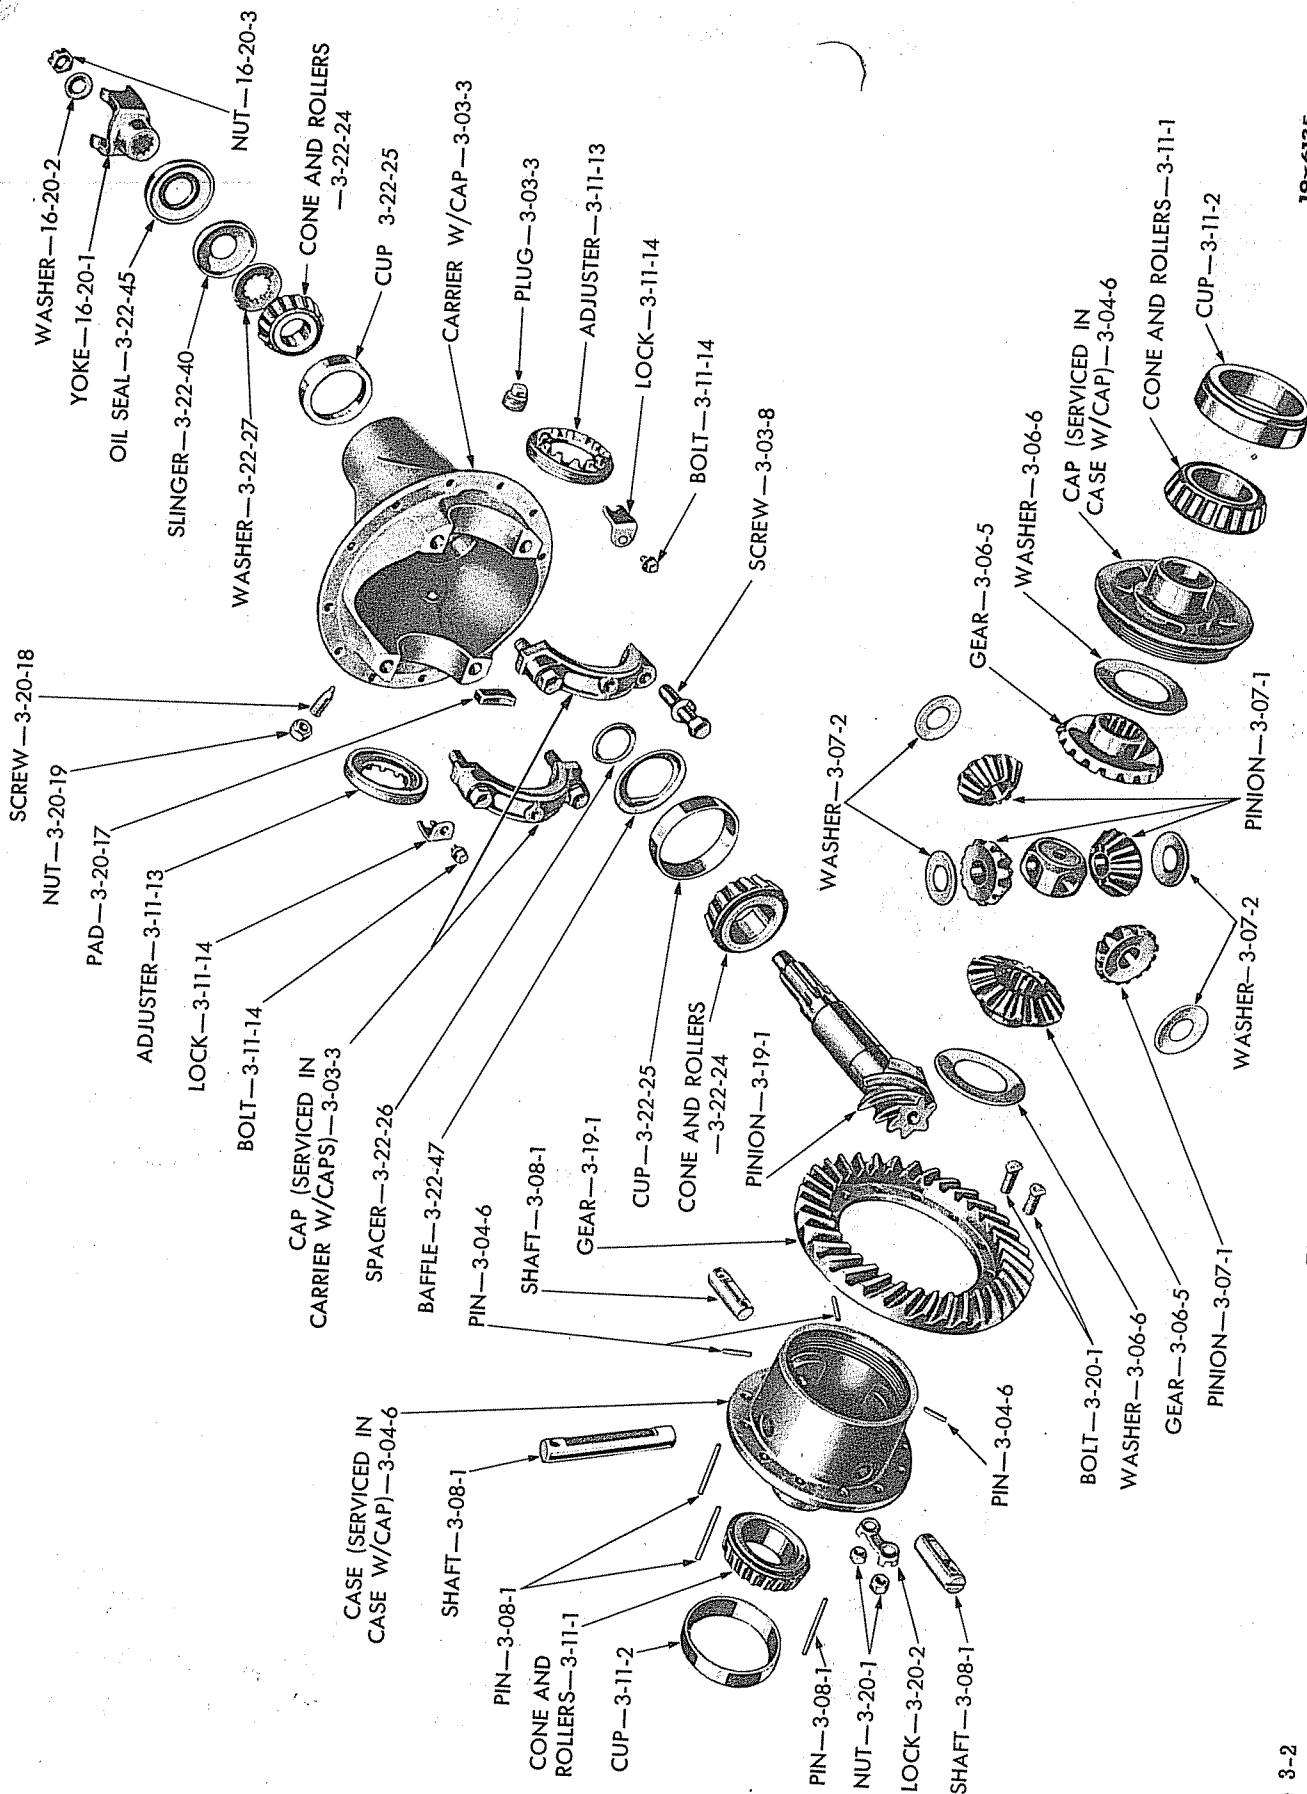 SCREW—3-20-18
NUT—3-20-19
PAD—3-20-17
ADJUSTER—3-11-13
LOCK—3-11-14
BOLT—3-11-14
CAP (SERVICED IN
CARRIER W/CAPS)—3-03-3
SPACER—3-22-26
BAFFLE—3-22-47
PIN—3-04-6
SHAFT—3-08-1
GEAR—3-19-1
CUP—3-22-25
CONE AND ROLLERS
—3-22-24
PINION—3-19-1
WASHER—16-20-2
YOKE—16-20-1
OIL SEAL—3-22-45
SLINGER—3-22-40
WASHER—3-22-27
NUT—16-20-3
CONE AND ROLLERS
—3-22-24
CUP 3-22-25
CARRIER W/CAP—3-03-3
PLUG—3-03-3
ADJUSTER—3-11-13
LOCK—3-11-14
BOLT—3-11-14
SCREW—3-03-8
CASE (SERVICED IN
CASE W/CAP)—3-04-6
SHAFT—3-08-1
PIN—3-08-1
CONE AND
ROLLERS—3-11-1
CUP—3-11-2
PIN—3-08-1
NUT—3-20-1
LOCK—3-20-2
SHAFT—3-08-1
PIN—3-04-6
BOLT—3-20-1
WASHER—3-06-6
GEAR—3-06-5
PINION—3-07-1
WASHER—3-07-2
WASHER—3-07-2
PINION—3-07-1
GEAR—3-06-5
WASHER—3-06-6
CAP (SERVICED IN
CASE W/CAP)—3-04-6
CONE AND ROLLERS—3-11-1
CUP—3-11-2
3-2